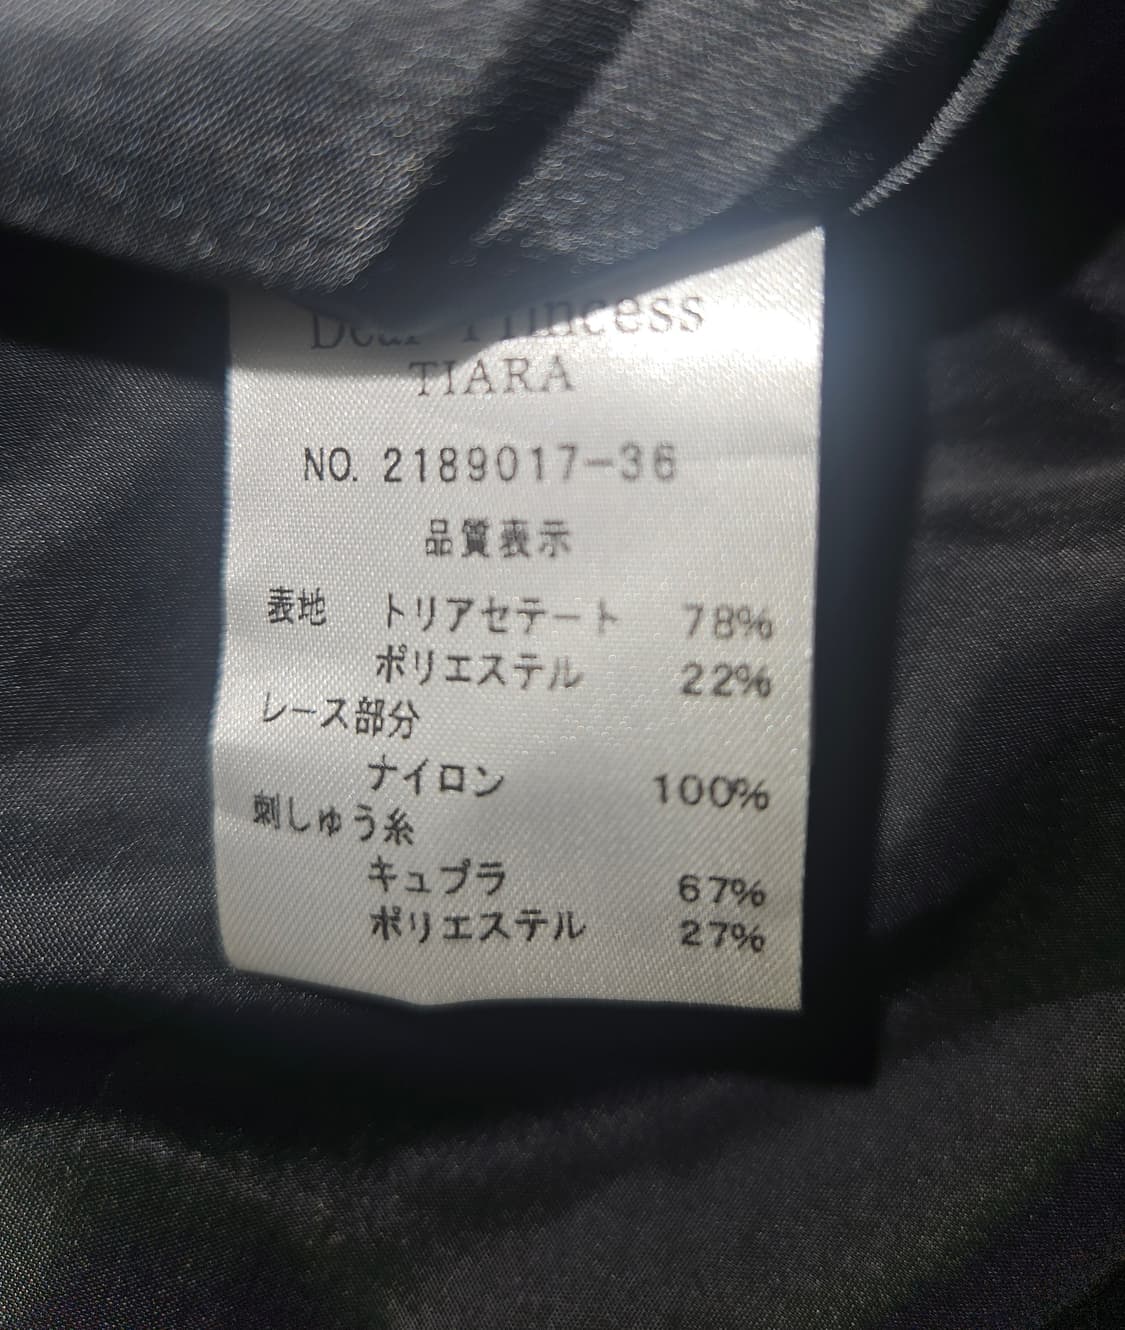 Dear Princess
TIARA
NO. 2189017-36
品質表示
表地 トリアセテート 78%
ポリエステル 22%
レース部分
ナイロン 100%
刺しゅう糸
キュプラ 67%
ポリエステル 27%